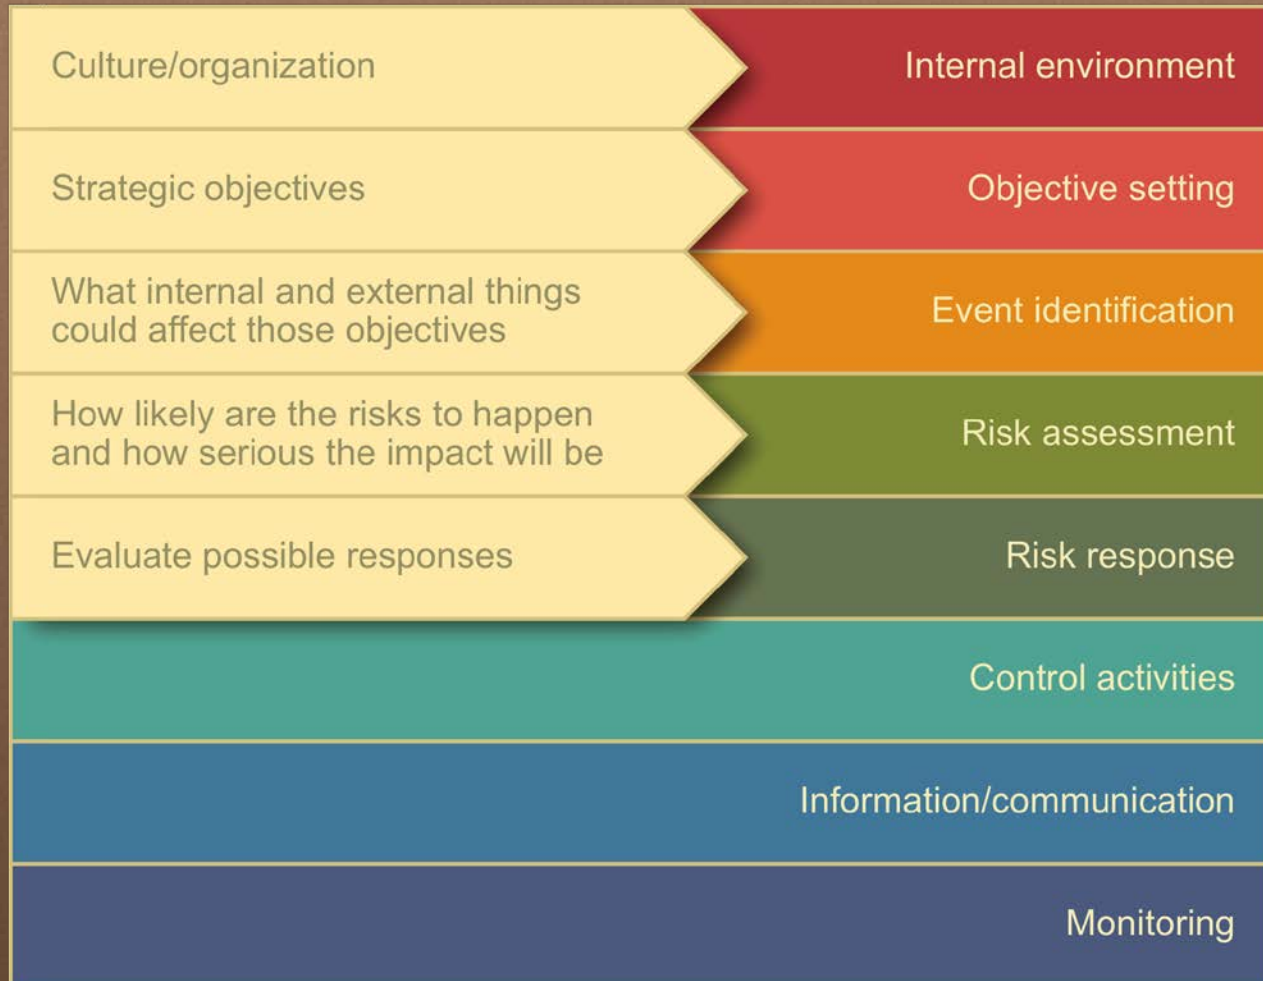 Culture/organization
Internal environment
Strategic objectives
Objective setting
What internal and external things
could affect those objectives
Event identification
How likely are the risks to happen
and how serious the impact will be
Risk assessment
Evaluate possible responses
Risk response
Control activities
Information/communication
Monitoring